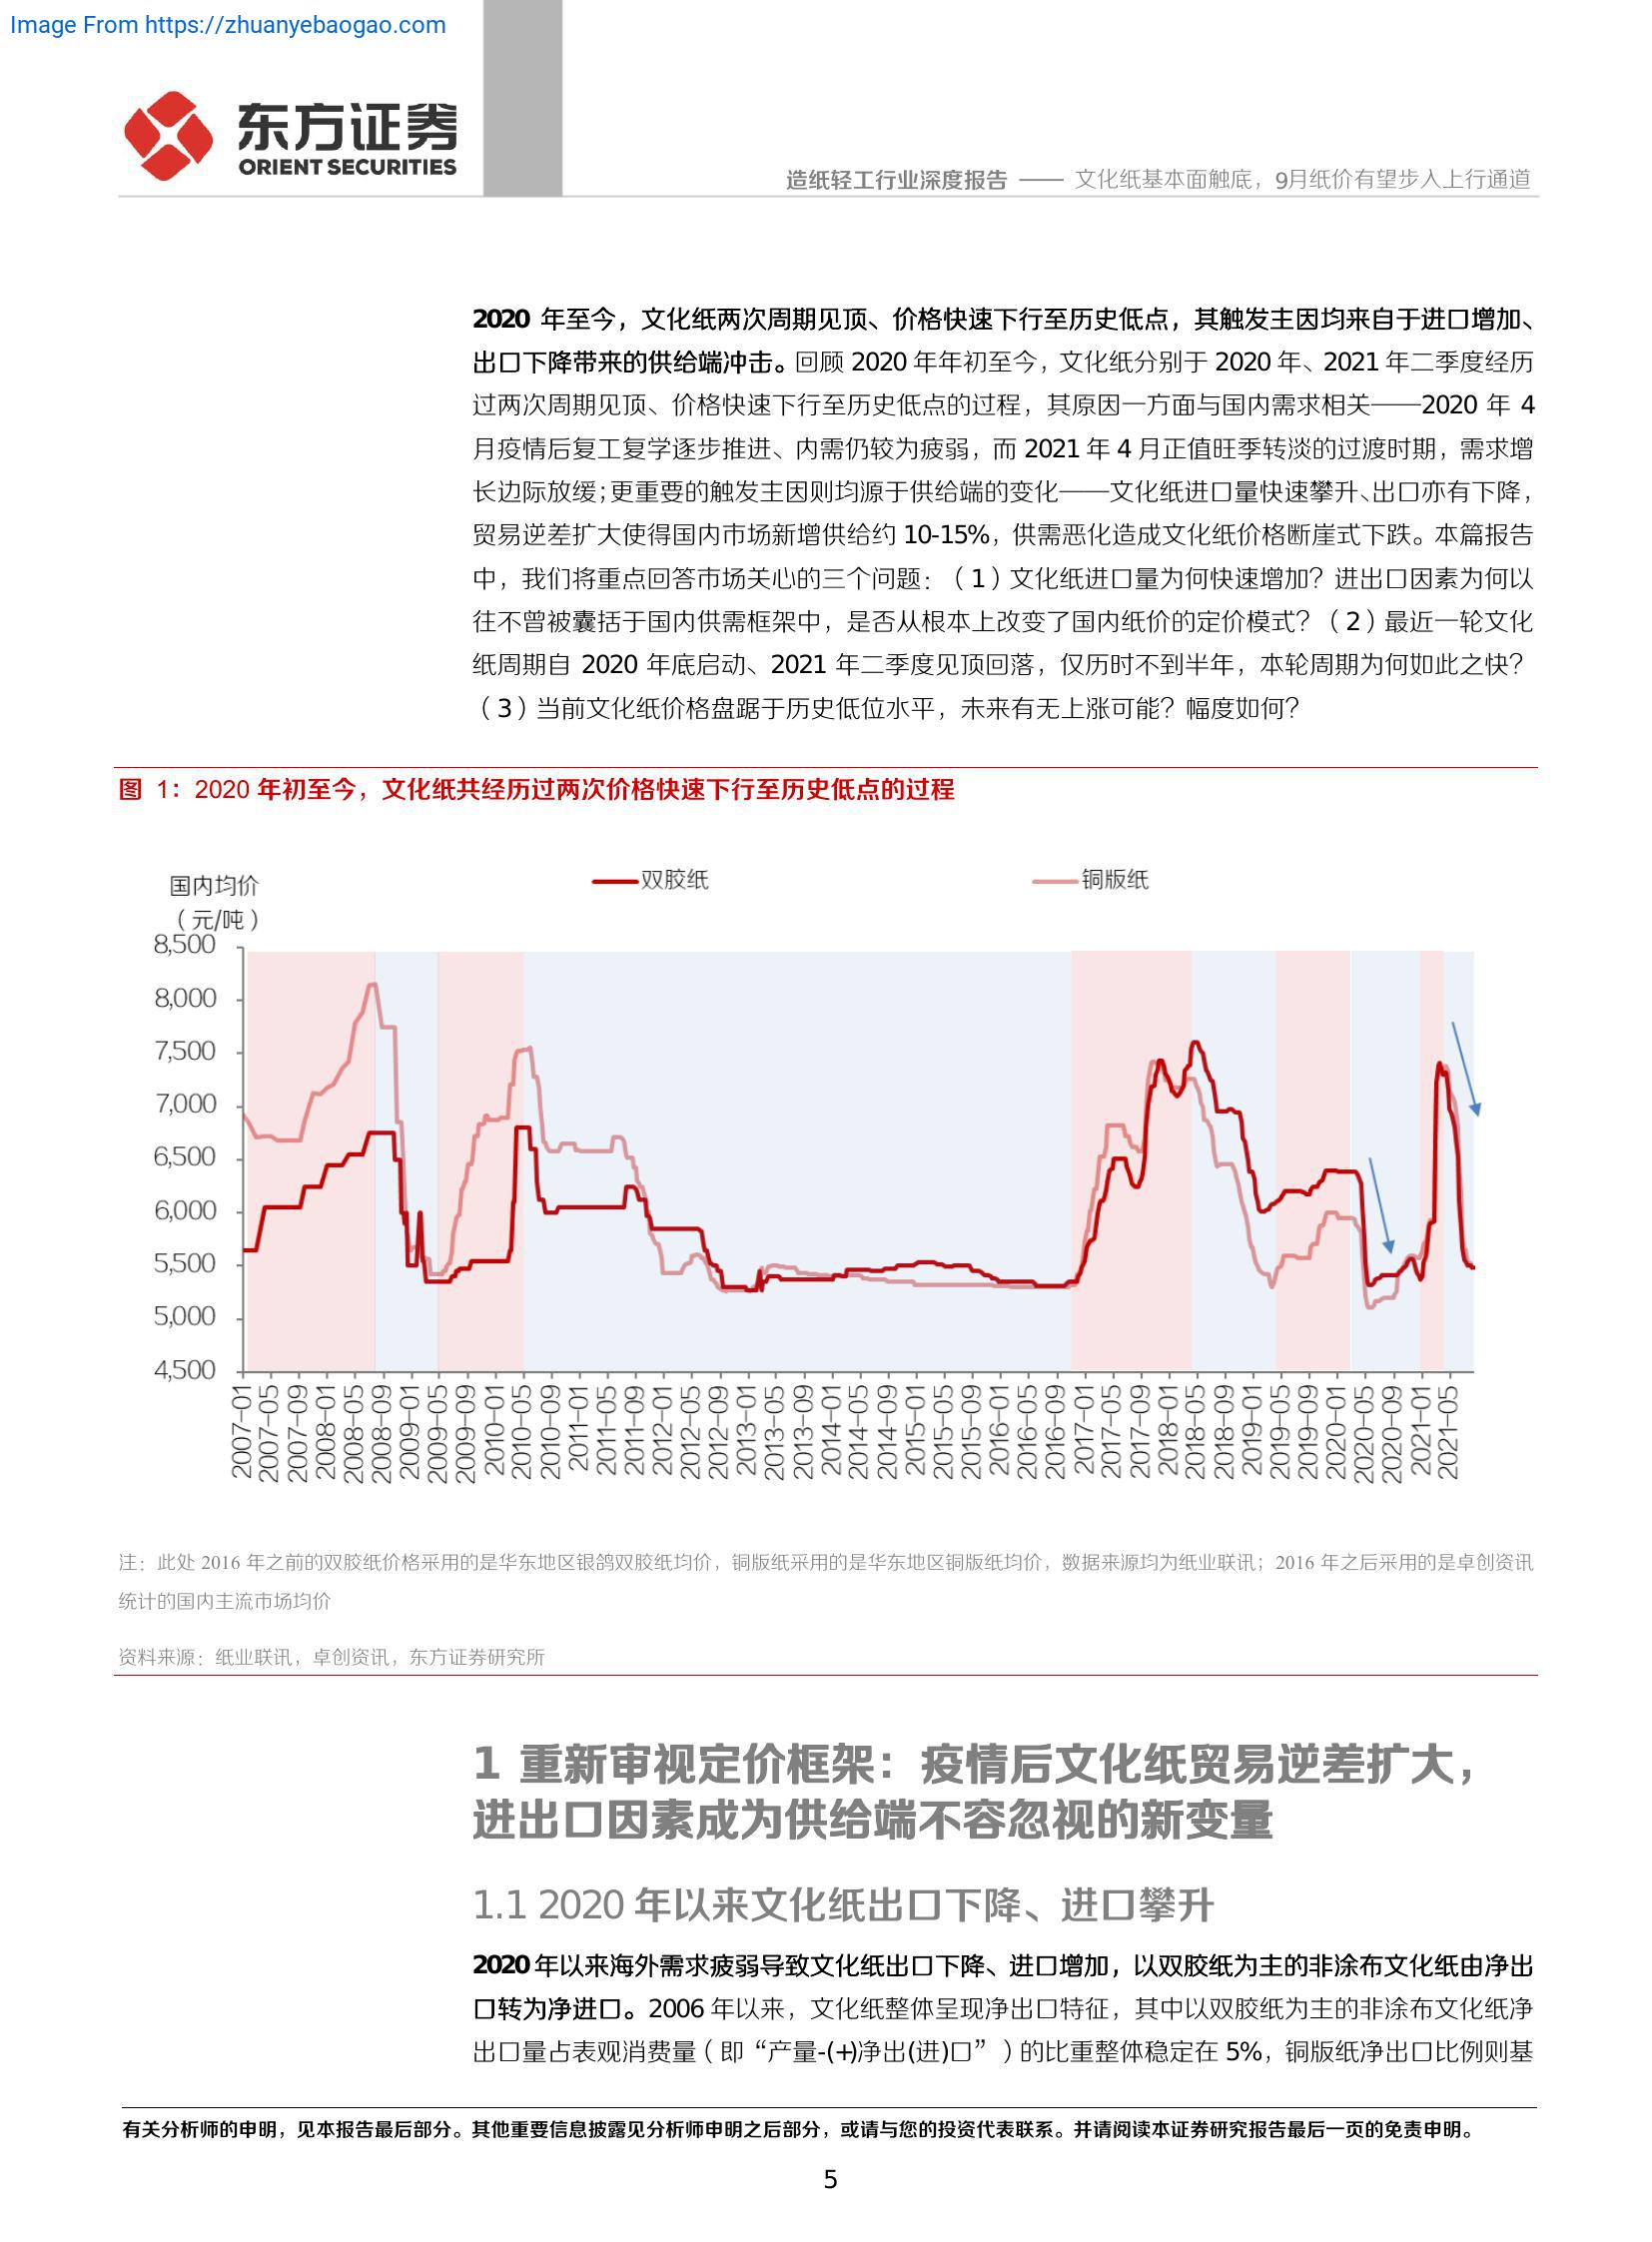 Image From https://zhuanyebaogao.com
东方证券
ORIENT SECURITIES
造纸轻工行业深度报告 —— 文化纸基本面触底，9月纸价有望步入上行通道
2020 年至今，文化纸两次周期见顶、价格快速下行至历史低点，其触发主因均来自于进口增加、
出口下降带来的供给端冲击。回顾 2020 年年初至今，文化纸分别于 2020 年、2021 年二季度经历
过两次周期见顶、价格快速下行至历史低点的过程，其原因一方面与国内需求相关——2020 年 4
月疫情后复工复学逐步推进、内需仍较为疲弱，而 2021 年 4 月正值旺季转淡的过渡时期，需求增
长边际放缓；更重要的触发主因则均源于供给端的变化——文化纸进口量快速攀升、出口亦有下降，
贸易逆差扩大使得国内市场新增供给约 10-15%，供需恶化造成文化纸价格断崖式下跌。本篇报告
中，我们将重点回答市场关心的三个问题：（1）文化纸进口量为何快速增加？进出口因素为何以
往不曾被囊括于国内供需框架中，是否从根本上改变了国内纸价的定价模式？（2）最近一轮文化
纸周期自 2020 年底启动、2021 年二季度见顶回落，仅历时不到半年，本轮周期为何如此之快？
（3）当前文化纸价格盘踞于历史低位水平，未来有无上涨可能？幅度如何？
图 1：2020 年初至今，文化纸共经历过两次价格快速下行至历史低点的过程
国内均价
（元/吨）
双胶纸
铜版纸
8,500
8,000
7,500
7,000
6,500
6,000
5,500
5,000
4,500
2007-01
2007-05
2007-09
2008-01
2008-05
2008-09
2009-01
2009-05
2009-09
2010-01
2010-05
2010-09
2011-01
2011-05
2011-09
2012-01
2012-05
2012-09
2013-01
2013-05
2013-09
2014-01
2014-05
2014-09
2015-01
2015-05
2015-09
2016-01
2016-05
2016-09
2017-01
2017-05
2017-09
2018-01
2018-05
2018-09
2019-01
2019-05
2019-09
2020-01
2020-05
2020-09
2021-01
2021-05
注：此处 2016 年之前的双胶纸价格采用的是华东地区银鸽双胶纸均价，铜版纸采用的是华东地区铜版纸均价，数据来源均为纸业联讯；2016 年之后采用的是卓创资讯
统计的国内主流市场均价
资料来源：纸业联讯，卓创资讯，东方证券研究所
1 重新审视定价框架：疫情后文化纸贸易逆差扩大，
进出口因素成为供给端不容忽视的新变量
1.1 2020 年以来文化纸出口下降、进口攀升
2020 年以来海外需求疲弱导致文化纸出口下降、进口增加，以双胶纸为主的非涂布文化纸由净出
口转为净进口。2006 年以来，文化纸整体呈现净出口特征，其中以双胶纸为主的非涂布文化纸净
出口量占表观消费量（即“产量-(+)净出(进)口”）的比重整体稳定在 5%，铜版纸净出口比例则基
有关分析师的申明，见本报告最后部分。其他重要信息披露见分析师申明之后部分，或请与您的投资代表联系。并请阅读本证券研究报告最后一页的免责申明。
5